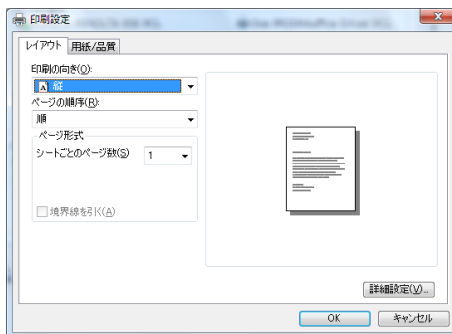 印刷設定
レイアウト 用紙/品質
印刷の向き(O):
縦
ページの順序(R):
順
ページ形式
シートごとのページ数(S) 1
境界線を引く(A)
詳細設定(V)...
OK キャンセル